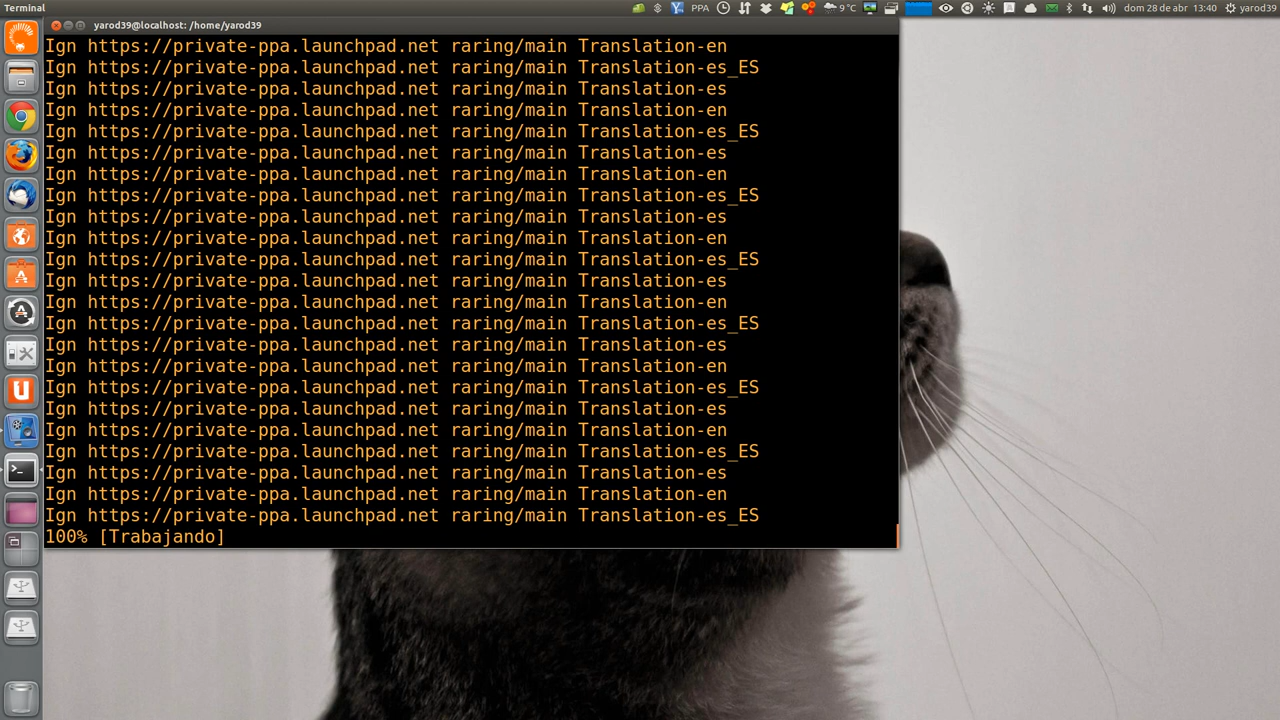 Terminal
PPA
9°C
dom 28 de abr
13:40
yarod39
yarod39@localhost: /home/yarod39
Ign https://private-ppa.launchpad.net raring/main Translation-en
Ign https://private-ppa.launchpad.net raring/main Translation-es_ES
Ign https://private-ppa.launchpad.net raring/main Translation-es
Ign https://private-ppa.launchpad.net raring/main Translation-en
Ign https://private-ppa.launchpad.net raring/main Translation-es_ES
Ign https://private-ppa.launchpad.net raring/main Translation-es
Ign https://private-ppa.launchpad.net raring/main Translation-en
Ign https://private-ppa.launchpad.net raring/main Translation-es_ES
Ign https://private-ppa.launchpad.net raring/main Translation-es
Ign https://private-ppa.launchpad.net raring/main Translation-en
Ign https://private-ppa.launchpad.net raring/main Translation-es_ES
Ign https://private-ppa.launchpad.net raring/main Translation-es
Ign https://private-ppa.launchpad.net raring/main Translation-en
Ign https://private-ppa.launchpad.net raring/main Translation-es_ES
Ign https://private-ppa.launchpad.net raring/main Translation-es
Ign https://private-ppa.launchpad.net raring/main Translation-en
Ign https://private-ppa.launchpad.net raring/main Translation-es_ES
Ign https://private-ppa.launchpad.net raring/main Translation-es
Ign https://private-ppa.launchpad.net raring/main Translation-en
Ign https://private-ppa.launchpad.net raring/main Translation-es_ES
Ign https://private-ppa.launchpad.net raring/main Translation-es
Ign https://private-ppa.launchpad.net raring/main Translation-en
Ign https://private-ppa.launchpad.net raring/main Translation-es_ES
100% [Trabajando]